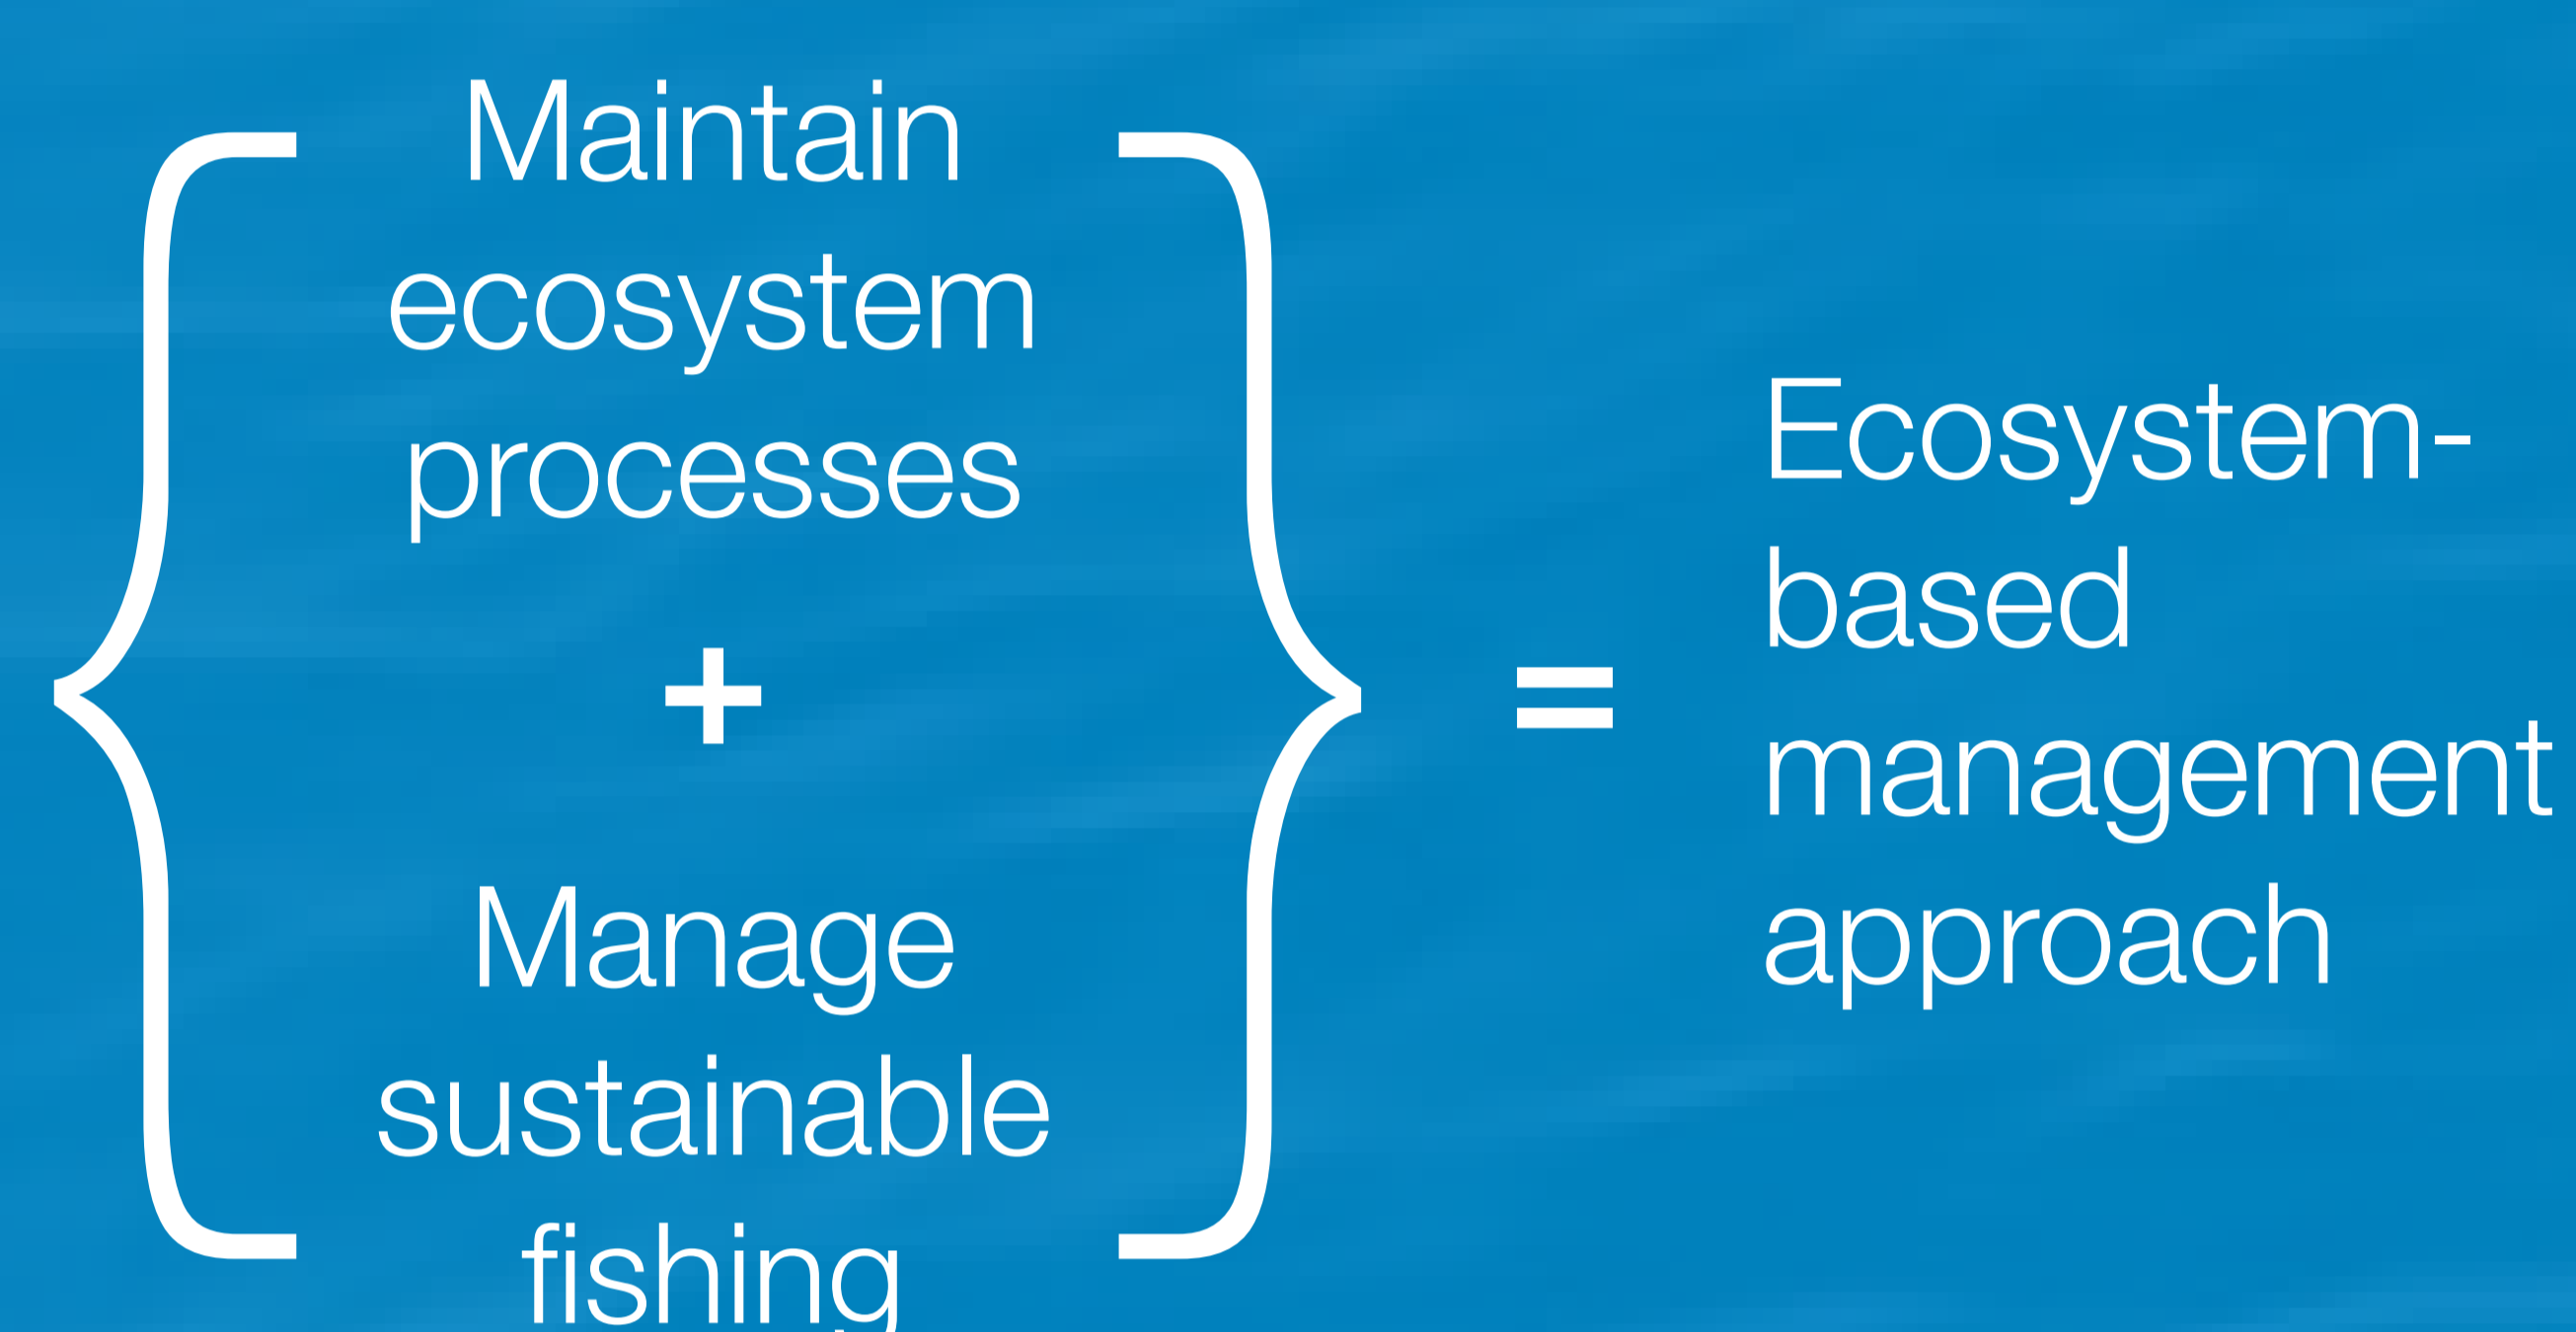 Maintain
ecosystem
processes
+
Manage
sustainable
fishing
=
Ecosystem-
based
management
approach